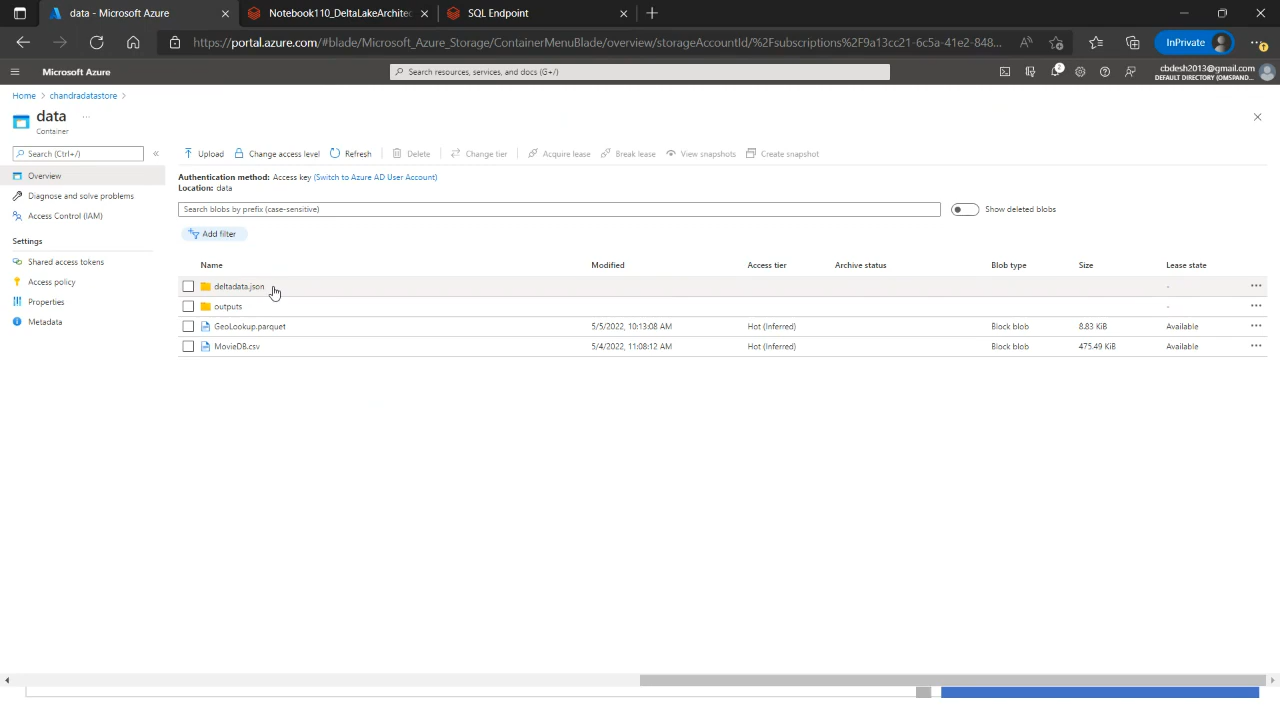 data - Microsoft Azure
Notebook110_DeltaLakeArchitec
SQL Endpoint
https://portal.azure.com/#blade/Microsoft_Azure_Storage/ContainerMenuBlade/overview/storageAccountId/%2Fsubscriptions%2F9a13cc21-6c5a-41e2-848...
InPrivate
Microsoft Azure
Search resources, services, and docs (G+/)
2
cbdesh2013@gmail.com
DEFAULT DIRECTORY (OMSPAND...
Home > chandradatastore >
data ...
Container
Search (Ctrl+/)
Upload Change access level Refresh Delete Change tier Acquire lease Break lease View snapshots Create snapshot
Overview
Diagnose and solve problems
Access Control (IAM)
Settings
Shared access tokens
Access policy
Properties
Metadata
Authentication method: Access key (Switch to Azure AD User Account)
Location: data
Search blobs by prefix (case-sensitive)
Show deleted blobs
Add filter
Name Modified Access tier Archive status Blob type Size Lease state
deltadata.json - ...
outputs - ...
GeoLookup.parquet 5/5/2022, 10:13:08 AM Hot (Inferred) Block blob 8.83 KiB Available ...
MovieDB.csv 5/4/2022, 11:08:12 AM Hot (Inferred) Block blob 475.49 KiB Available ...